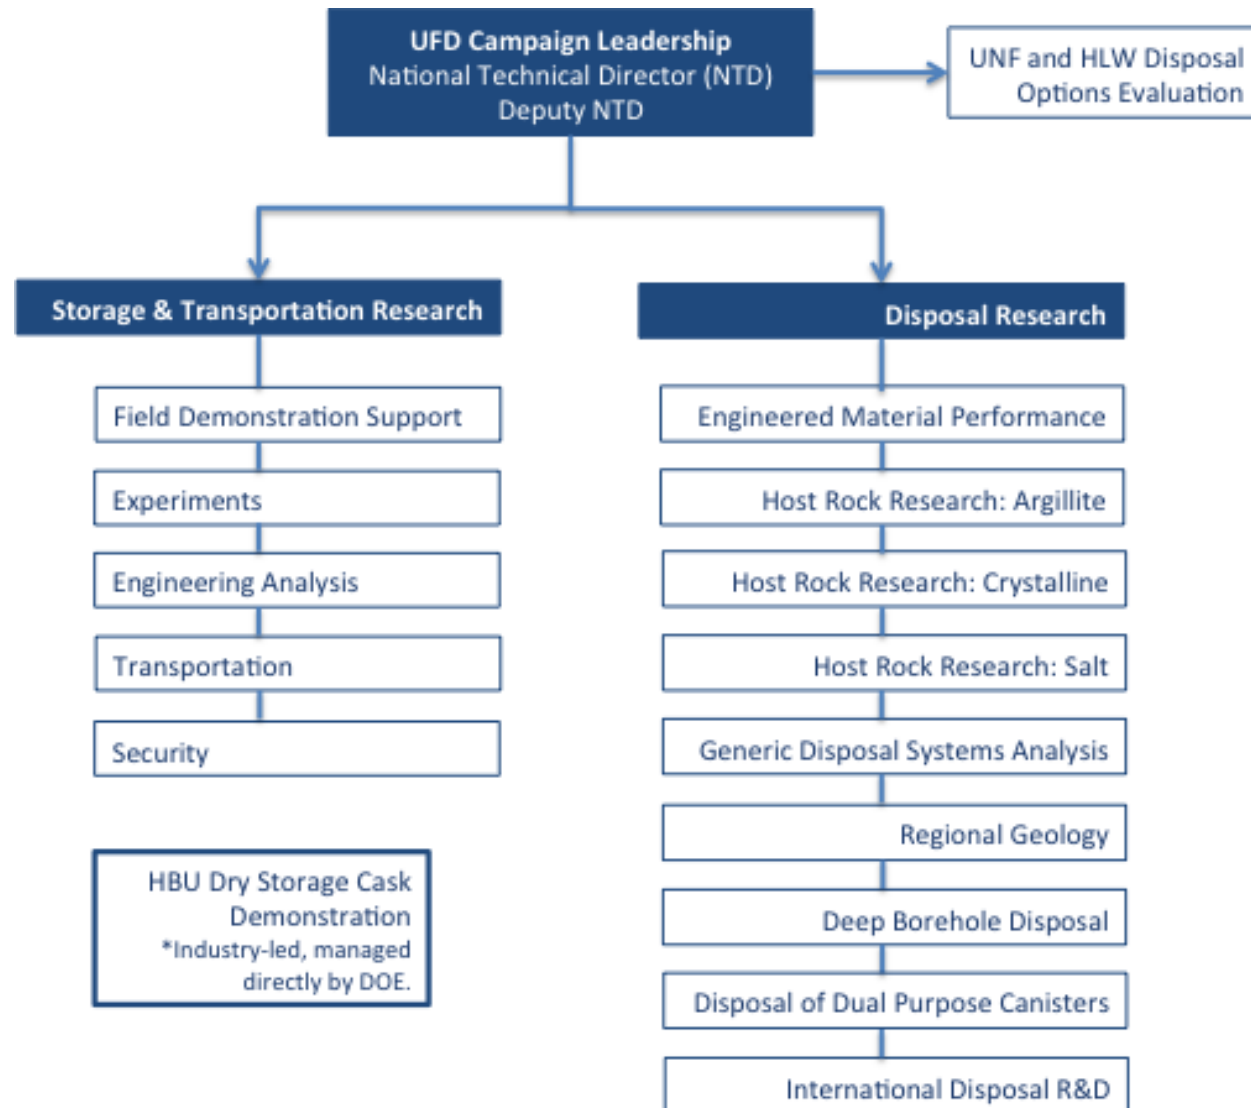 UFD Campaign Leadership
National Technical Director (NTD)
Deputy NTD
UNF and HLW Disposal
Options Evaluation
Storage & Transportation Research
Field Demonstration Support
Experiments
Engineering Analysis
Transportation
Security
HBU Dry Storage Cask
Demonstration
*Industry-led, managed
directly by DOE.
Disposal Research
Engineered Material Performance
Host Rock Research: Argillite
Host Rock Research: Crystalline
Host Rock Research: Salt
Generic Disposal Systems Analysis
Regional Geology
Deep Borehole Disposal
Disposal of Dual Purpose Canisters
International Disposal R&D